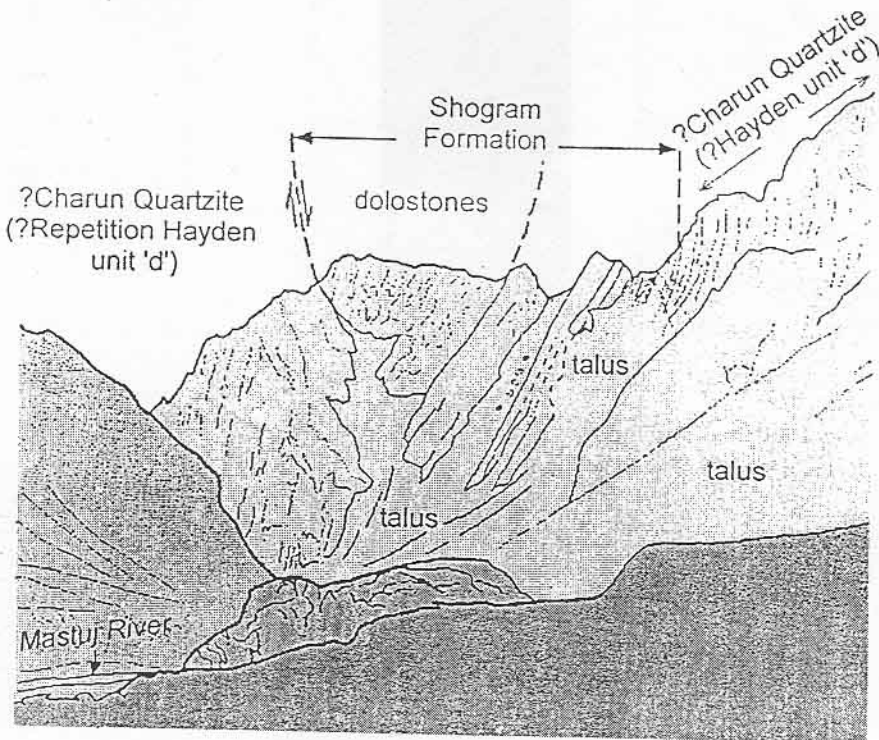 Shogram
Formation
?Charun Quartzite
(?Hayden unit 'd')
?Charun Quartzite
(?Repetition Hayden
unit 'd')
dolostones
talus
talus
talus
Mastuj River